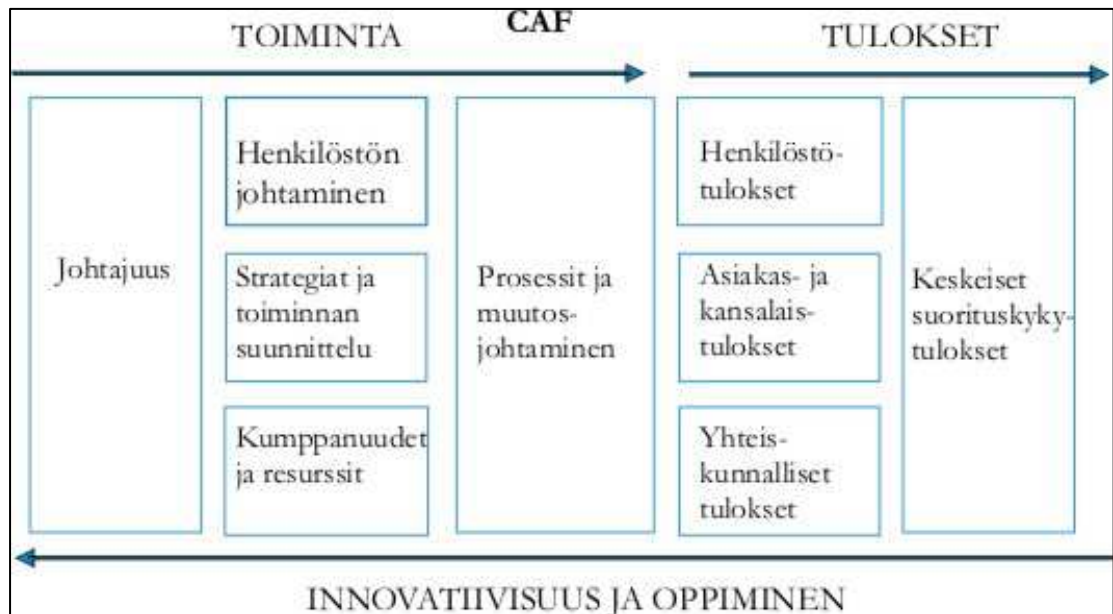 CAF
TOIMINTA
TULOKSET
Johtajuus
Henkilöstön
johtaminen
Strategiat ja
toiminnan
suunnittelu
Kumppanuudet
ja resurssit
Prosessit ja
muutos-
johtaminen
Henkilöstö-
tulokset
Asiakas- ja
kansalais-
tulokset
Yhteis-
kunnalliset
tulokset
Keskeiset
suorituskyky-
tulokset
INNOVATIIVISUUS JA OPPIMINEN